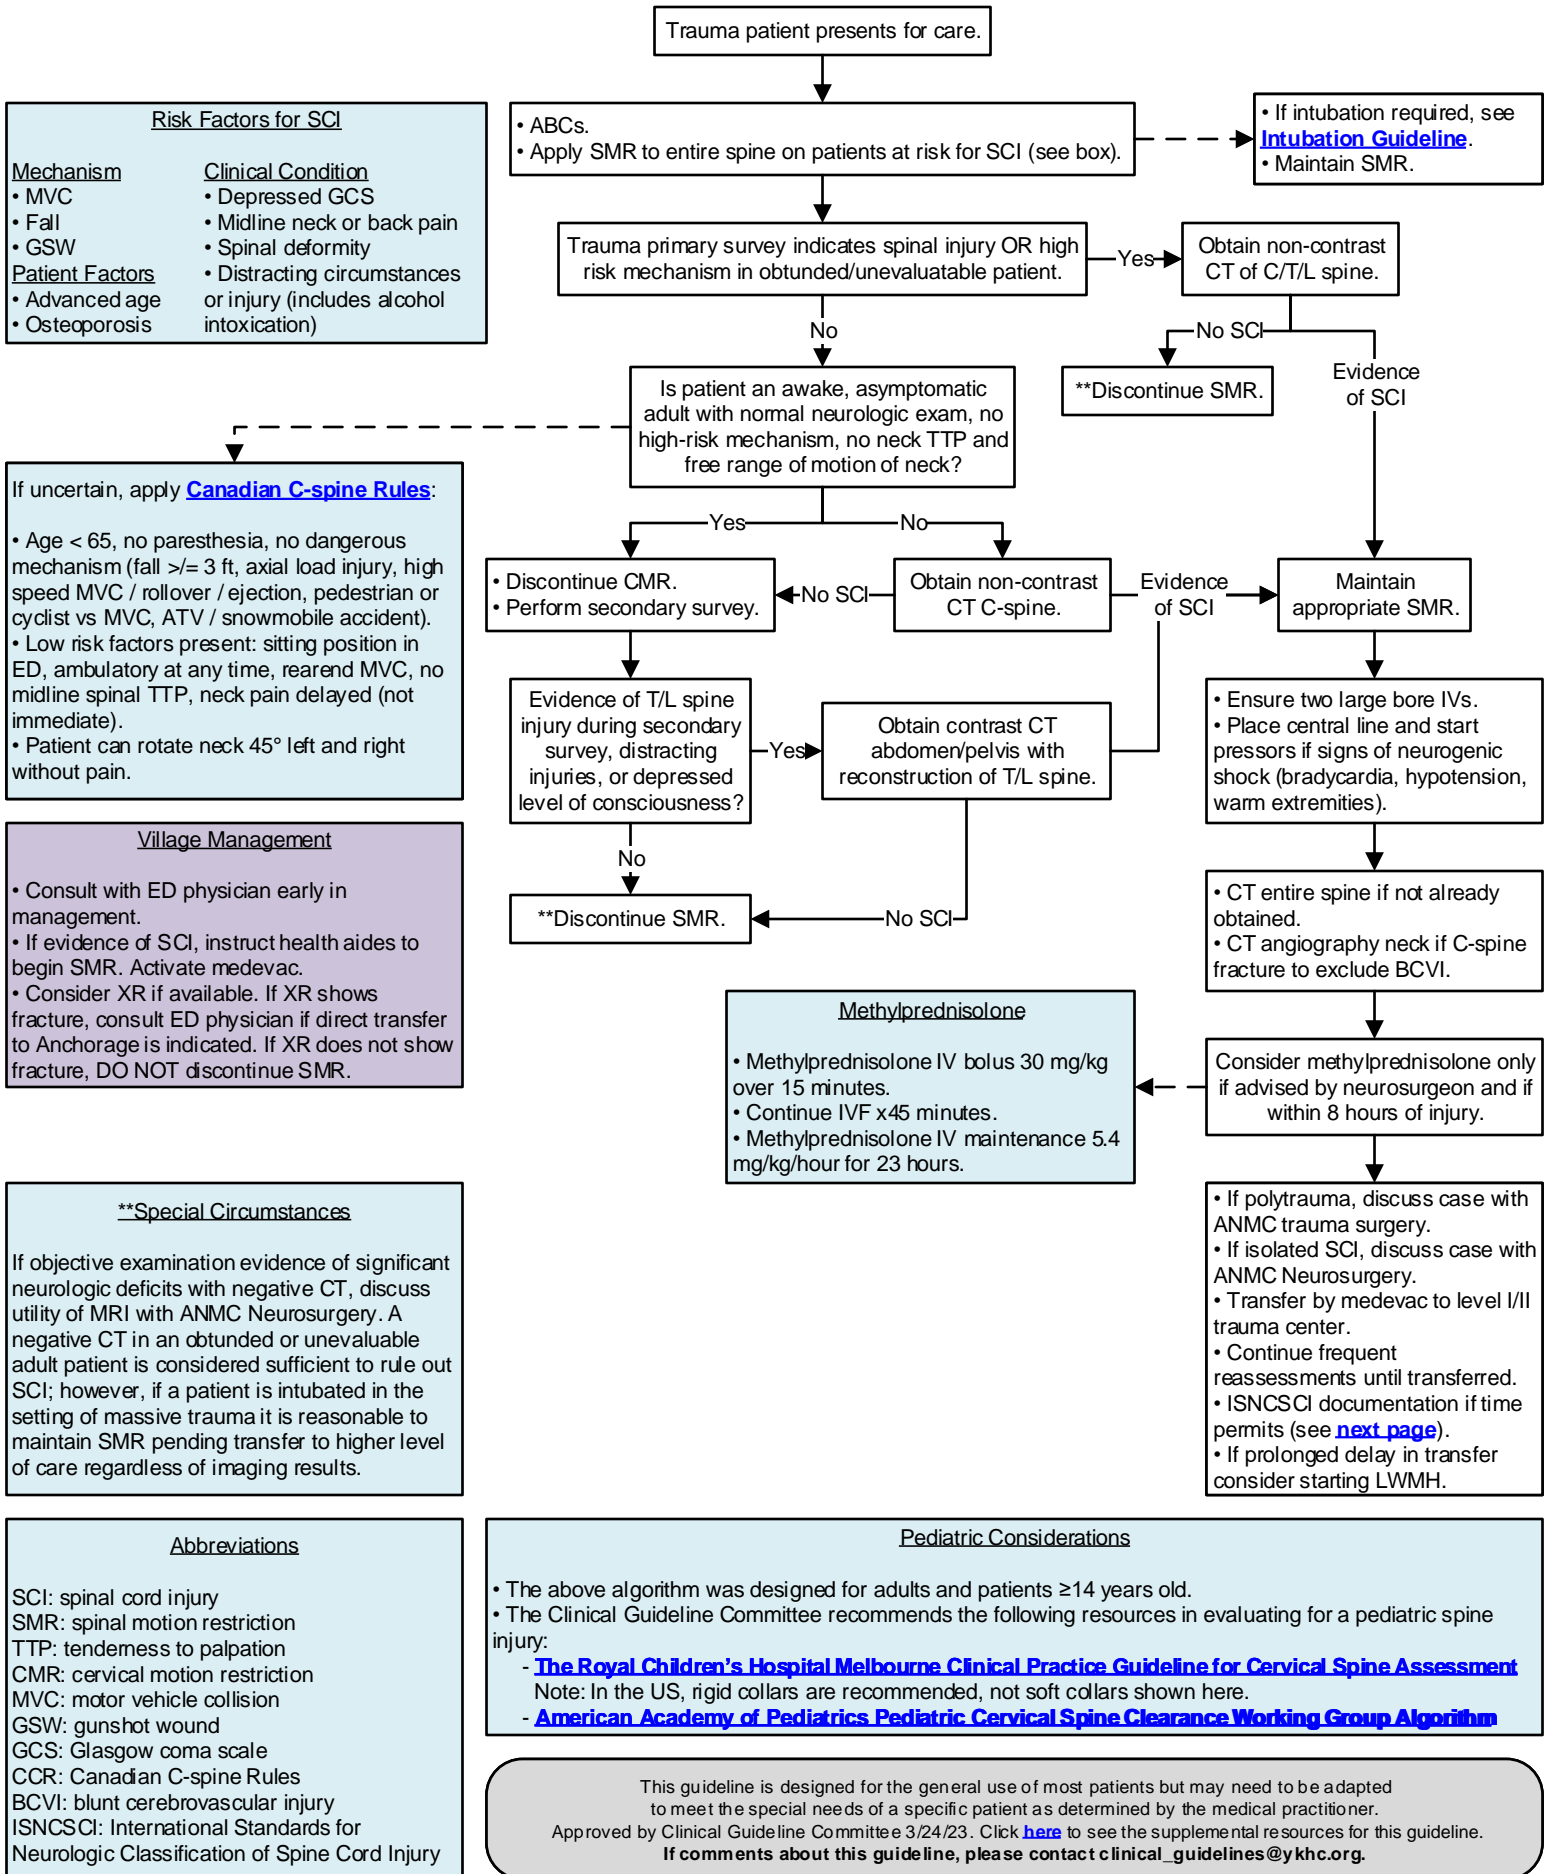 Trauma patient presents for care.
Risk Factors for SCI
Mechanism
• MVC
• Fall
• GSW
Patient Factors
• Advanced age
• Osteoporosis
Clinical Condition
• Depressed GCS
• Midline neck or back pain
• Spinal deformity
• Distracting circumstances
or injury (includes alcohol
intoxication)
• ABCs.
• Apply SMR to entire spine on patients at risk for SCI (see box).
• If intubation required, see
Intubation Guideline.
• Maintain SMR.
Trauma primary survey indicates spinal injury OR high
risk mechanism in obtunded/unevaluatable patient.
Yes
Obtain non-contrast
CT of C/T/L spine.
No
No SCI
**Discontinue SMR.
Evidence
of SCI
Is patient an awake, asymptomatic
adult with normal neurologic exam, no
high-risk mechanism, no neck TTP and
free range of motion of neck?
If uncertain, apply Canadian C-spine Rules:
• Age < 65, no paresthesia, no dangerous
mechanism (fall >/= 3 ft, axial load injury, high
speed MVC / rollover / ejection, pedestrian or
cyclist vs MVC, ATV / snowmobile accident).
• Low risk factors present: sitting position in
ED, ambulatory at any time, rearend MVC, no
midline spinal TTP, neck pain delayed (not
immediate).
• Patient can rotate neck 45° left and right
without pain.
Yes
No
• Discontinue CMR.
• Perform secondary survey.
No SCI
Obtain non-contrast
CT C-spine.
Evidence
of SCI
Maintain
appropriate SMR.
Evidence of T/L spine
injury during secondary
survey, distracting
injuries, or depressed
level of consciousness?
Yes
Obtain contrast CT
abdomen/pelvis with
reconstruction of T/L spine.
No
**Discontinue SMR.
No SCI
• Ensure two large bore IVs.
• Place central line and start
pressors if signs of neurogenic
shock (bradycardia, hypotension,
warm extremities).
• CT entire spine if not already
obtained.
• CT angiography neck if C-spine
fracture to exclude BCVI.
Village Management
• Consult with ED physician early in
management.
• If evidence of SCI, instruct health aides to
begin SMR. Activate medevac.
• Consider XR if available. If XR shows
fracture, consult ED physician if direct transfer
to Anchorage is indicated. If XR does not show
fracture, DO NOT discontinue SMR.
Methylprednisolone
• Methylprednisolone IV bolus 30 mg/kg
over 15 minutes.
• Continue IVF x45 minutes.
• Methylprednisolone IV maintenance 5.4
mg/kg/hour for 23 hours.
Consider methylprednisolone only
if advised by neurosurgeon and if
within 8 hours of injury.
• If polytrauma, discuss case with
ANMC trauma surgery.
• If isolated SCI, discuss case with
ANMC Neurosurgery.
• Transfer by medevac to level I/II
trauma center.
• Continue frequent
reassessments until transferred.
• ISNCSCI documentation if time
permits (see next page).
• If prolonged delay in transfer
consider starting LWMH.
**Special Circumstances
If objective examination evidence of significant
neurologic deficits with negative CT, discuss
utility of MRI with ANMC Neurosurgery. A
negative CT in an obtunded or unevaluable
adult patient is considered sufficient to rule out
SCI; however, if a patient is intubated in the
setting of massive trauma it is reasonable to
maintain SMR pending transfer to higher level
of care regardless of imaging results.
Abbreviations
SCI: spinal cord injury
SMR: spinal motion restriction
TTP: tenderness to palpation
CMR: cervical motion restriction
MVC: motor vehicle collision
GSW: gunshot wound
GCS: Glasgow coma scale
CCR: Canadian C-spine Rules
BCVI: blunt cerebrovascular injury
ISNCSCI: International Standards for
Neurologic Classification of Spine Cord Injury
Pediatric Considerations
• The above algorithm was designed for adults and patients ≥14 years old.
• The Clinical Guideline Committee recommends the following resources in evaluating for a pediatric spine
injury:
- The Royal Children's Hospital Melbourne Clinical Practice Guideline for Cervical Spine Assessment
Note: In the US, rigid collars are recommended, not soft collars shown here.
- American Academy of Pediatrics Pediatric Cervical Spine Clearance Working Group Algorithm
This guideline is designed for the general use of most patients but may need to be adapted
to meet the special needs of a specific patient as determined by the medical practitioner.
Approved by Clinical Guideline Committee 3/24/23. Click here to see the supplemental resources for this guideline.
If comments about this guideline, please contact clinical_guidelines@ykhc.org.